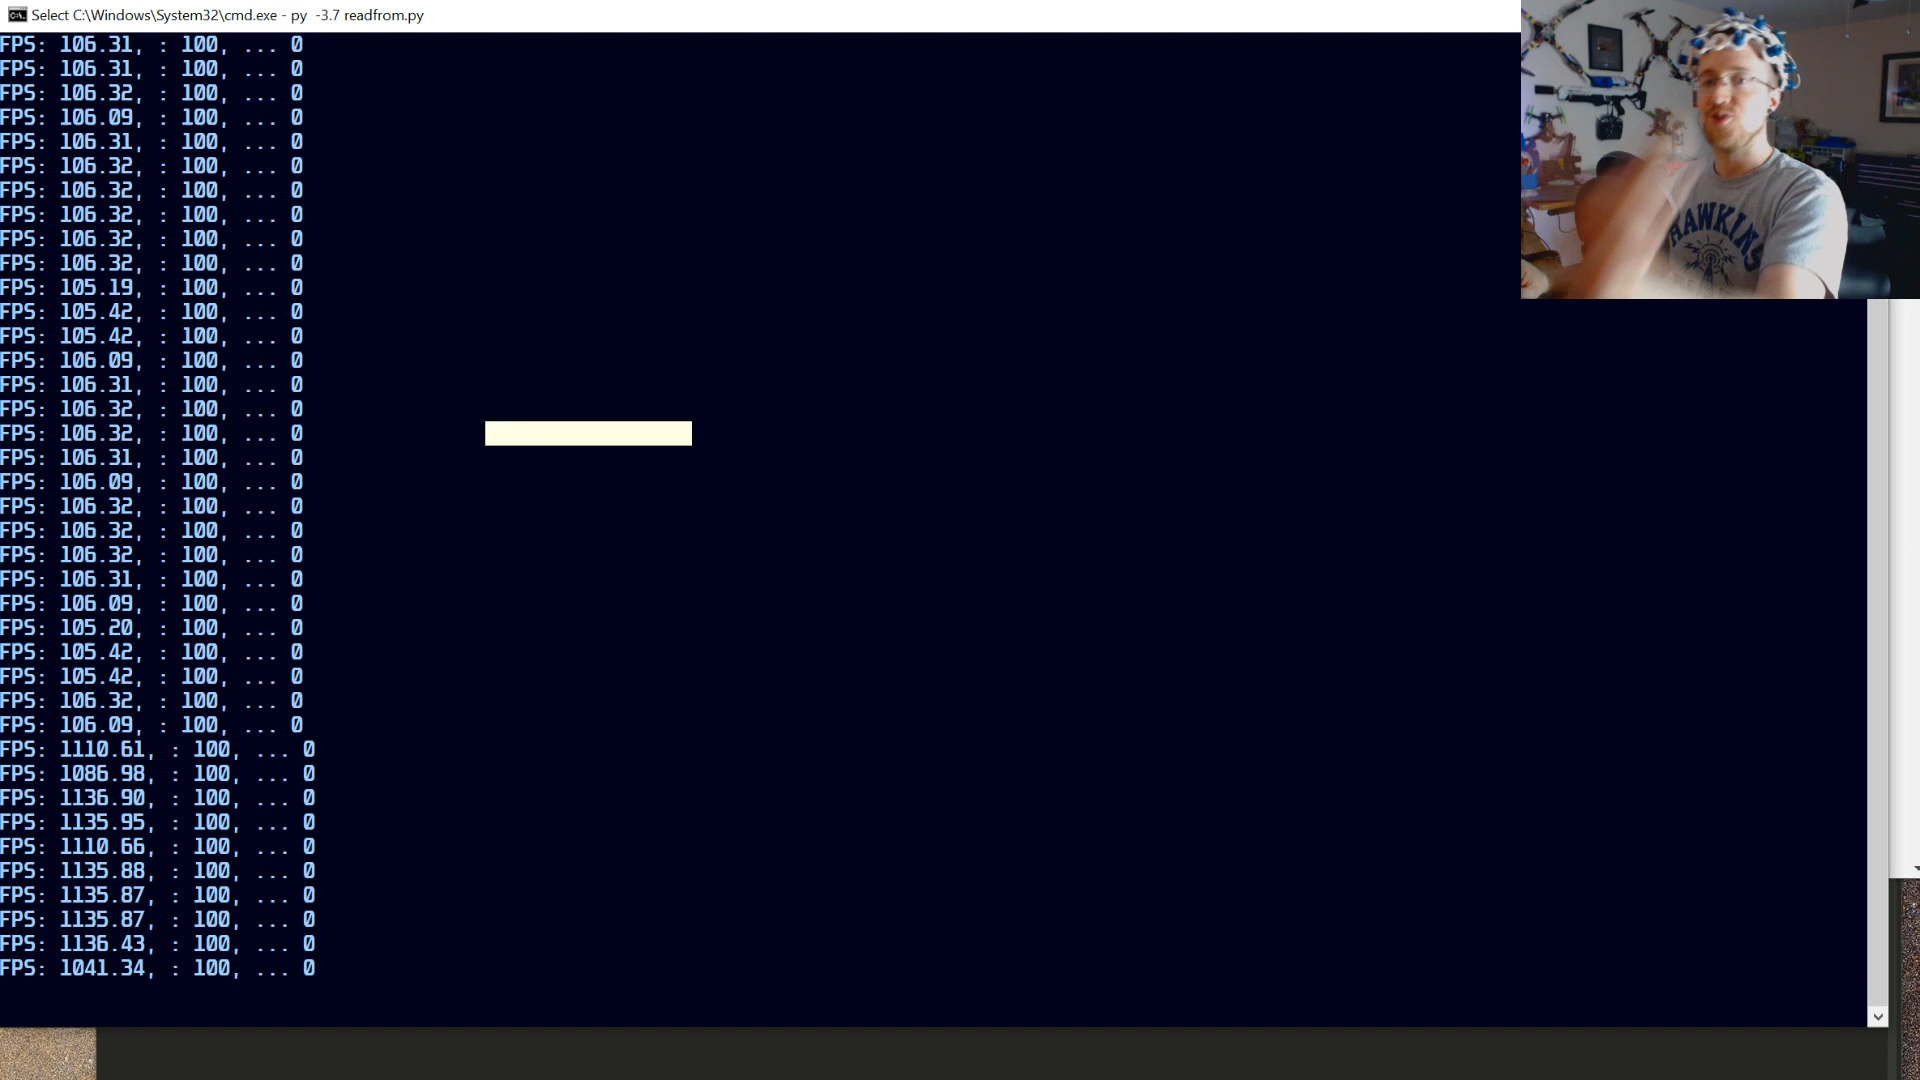 Select C:\Windows\System32\cmd.exe - py  -3.7 readfrom.py
FPS: 106.31, : 100, ... 0
FPS: 106.31, : 100, ... 0
FPS: 106.32, : 100, ... 0
FPS: 106.09, : 100, ... 0
FPS: 106.31, : 100, ... 0
FPS: 106.32, : 100, ... 0
FPS: 106.32, : 100, ... 0
FPS: 106.32, : 100, ... 0
FPS: 106.32, : 100, ... 0
FPS: 106.32, : 100, ... 0
FPS: 105.19, : 100, ... 0
FPS: 105.42, : 100, ... 0
FPS: 105.42, : 100, ... 0
FPS: 106.09, : 100, ... 0
FPS: 106.31, : 100, ... 0
FPS: 106.32, : 100, ... 0
FPS: 106.32, : 100, ... 0
FPS: 106.31, : 100, ... 0
FPS: 106.09, : 100, ... 0
FPS: 106.32, : 100, ... 0
FPS: 106.32, : 100, ... 0
FPS: 106.32, : 100, ... 0
FPS: 106.31, : 100, ... 0
FPS: 106.09, : 100, ... 0
FPS: 105.20, : 100, ... 0
FPS: 105.42, : 100, ... 0
FPS: 105.42, : 100, ... 0
FPS: 106.32, : 100, ... 0
FPS: 106.09, : 100, ... 0
FPS: 1110.61, : 100, ... 0
FPS: 1086.98, : 100, ... 0
FPS: 1136.90, : 100, ... 0
FPS: 1135.95, : 100, ... 0
FPS: 1110.66, : 100, ... 0
FPS: 1135.88, : 100, ... 0
FPS: 1135.87, : 100, ... 0
FPS: 1135.87, : 100, ... 0
FPS: 1136.43, : 100, ... 0
FPS: 1041.34, : 100, ... 0
HAWKINS